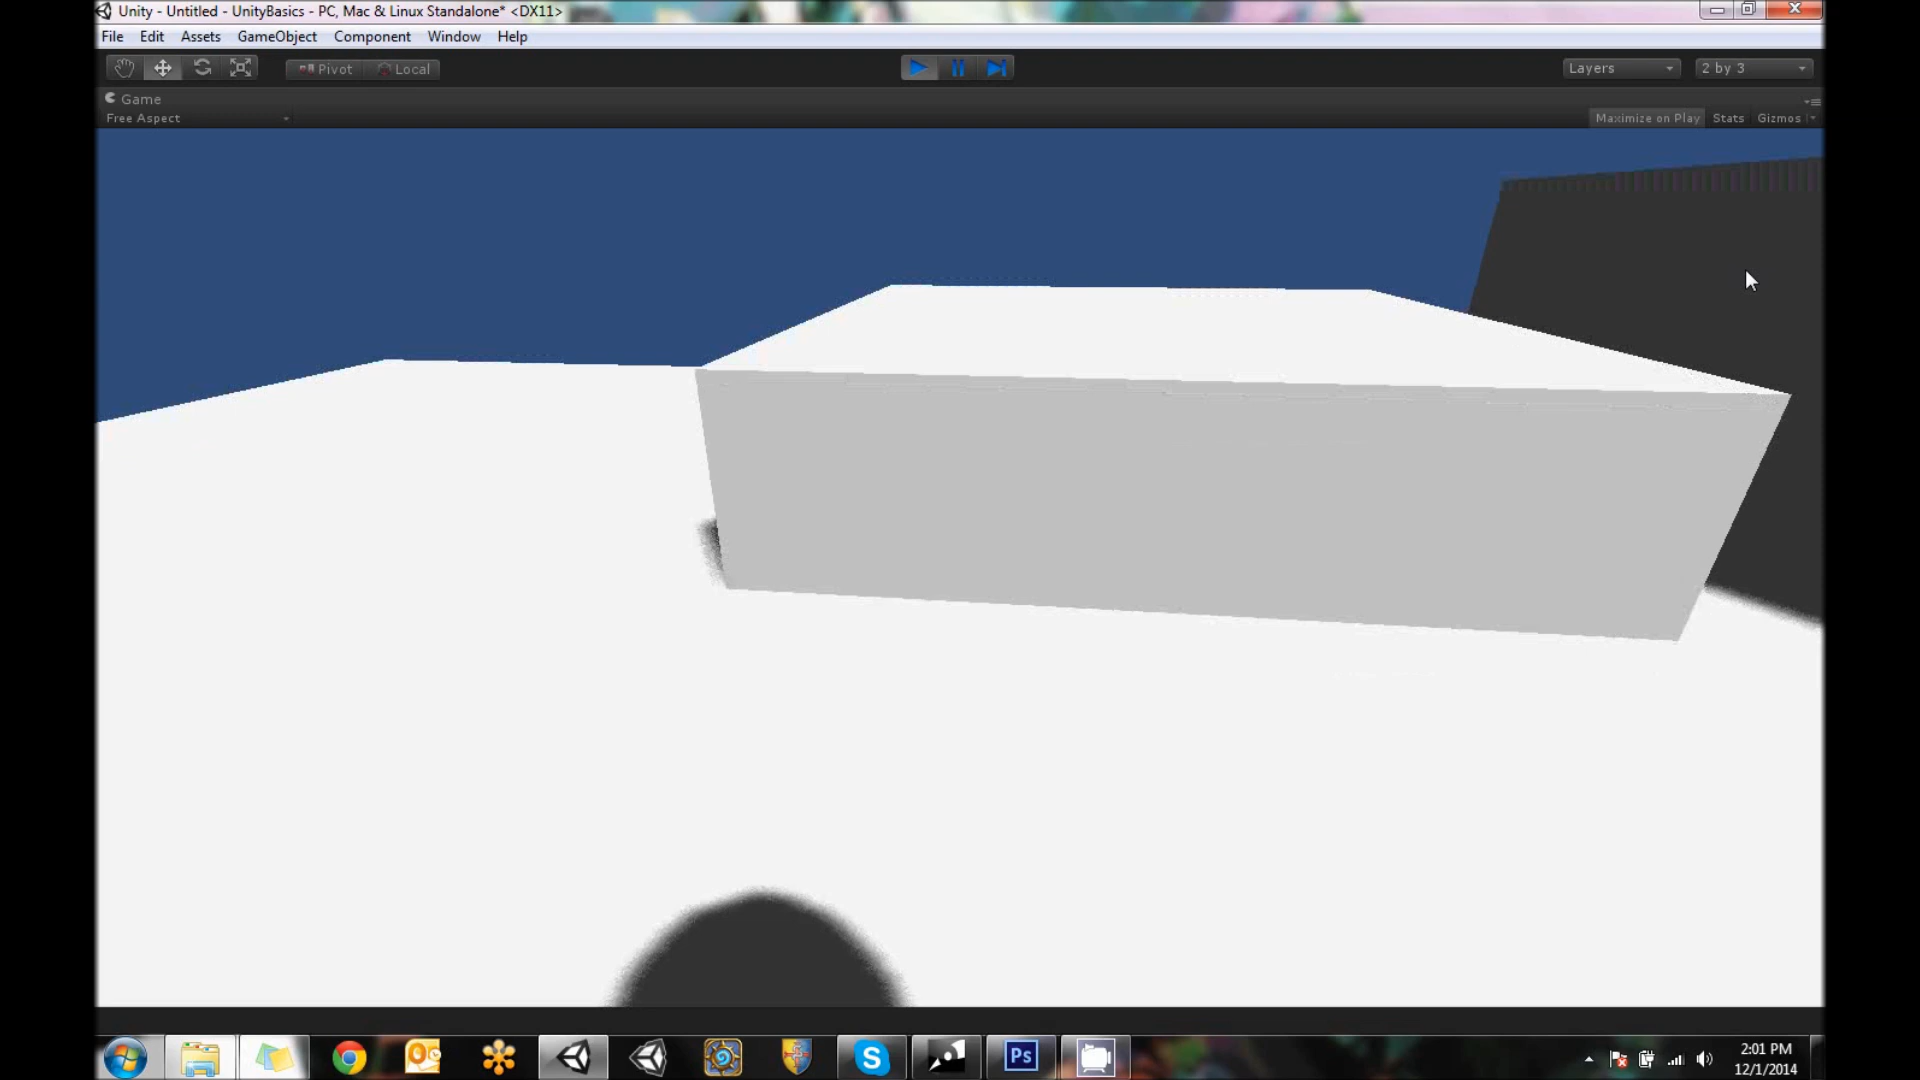 Unity - Untitled - UnityBasics - PC, Mac & Linux Standalone* <DX11>
File Edit Assets GameObject Component Window Help
Pivot Local Layers 2 by 3
Game
Free Aspect Maximize on Play Stats Gizmos
S Ps
2:01 PM
12/1/2014